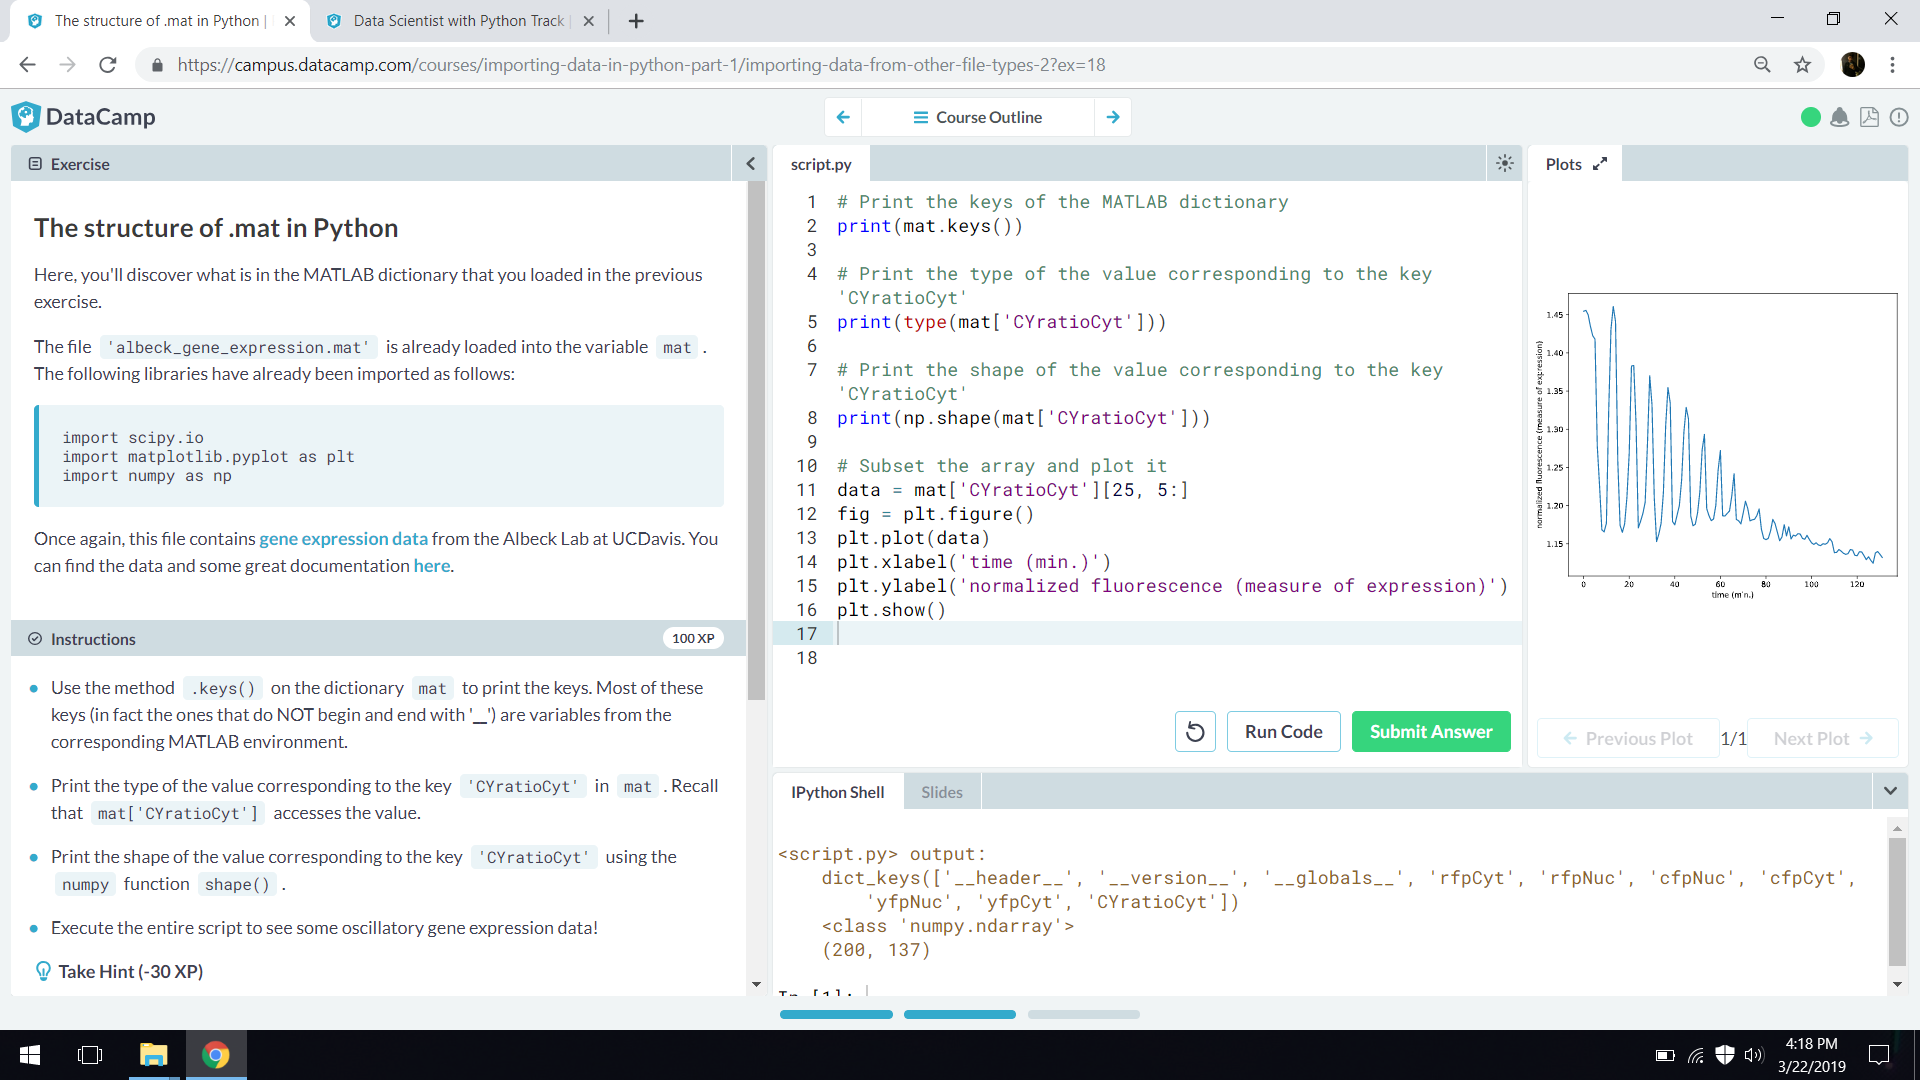 The structure of .mat in Python |
Data Scientist with Python Track
https://campus.datacamp.com/courses/importing-data-in-python-part-1/importing-data-from-other-file-types-2?ex=18
DataCamp
Course Outline
Exercise
The structure of .mat in Python
Here, you'll discover what is in the MATLAB dictionary that you loaded in the previous
exercise.
The file 'albeck_gene_expression.mat' is already loaded into the variable mat .
The following libraries have already been imported as follows:
import scipy.io
import matplotlib.pyplot as plt
import numpy as np
Once again, this file contains gene expression data from the Albeck Lab at UCDavis. You
can find the data and some great documentation here.
Instructions
100 XP
Use the method .keys() on the dictionary mat to print the keys. Most of these
keys (in fact the ones that do NOT begin and end with '__') are variables from the
corresponding MATLAB environment.
Print the type of the value corresponding to the key 'CYratioCyt' in mat . Recall
that mat['CYratioCyt'] accesses the value.
Print the shape of the value corresponding to the key 'CYratioCyt' using the
numpy function shape() .
Execute the entire script to see some oscillatory gene expression data!
Take Hint (-30 XP)
script.py
1 # Print the keys of the MATLAB dictionary
2 print(mat.keys())
3
4 # Print the type of the value corresponding to the key
'CYratioCyt'
5 print(type(mat['CYratioCyt']))
6
7 # Print the shape of the value corresponding to the key
'CYratioCyt'
8 print(np.shape(mat['CYratioCyt']))
9
10 # Subset the array and plot it
11 data = mat['CYratioCyt'][25, 5:]
12 fig = plt.figure()
13 plt.plot(data)
14 plt.xlabel('time (min.)')
15 plt.ylabel('normalized fluorescence (measure of expression)')
16 plt.show()
17
18
Run Code
Submit Answer
Plots
normalized fluorescence (measure of expression)
1.45
1.40
1.35
1.30
1.25
1.20
1.15
0 20 40 60 80 100 120
time (min.)
Previous Plot
1/1
Next Plot
IPython Shell
Slides
<script.py> output:
dict_keys(['__header__', '__version__', '__globals__', 'rfpCyt', 'rfpNuc', 'cfpNuc', 'cfpCyt',
'yfpNuc', 'yfpCyt', 'CYratioCyt'])
<class 'numpy.ndarray'>
(200, 137)
In [1]:
4:18 PM
3/22/2019